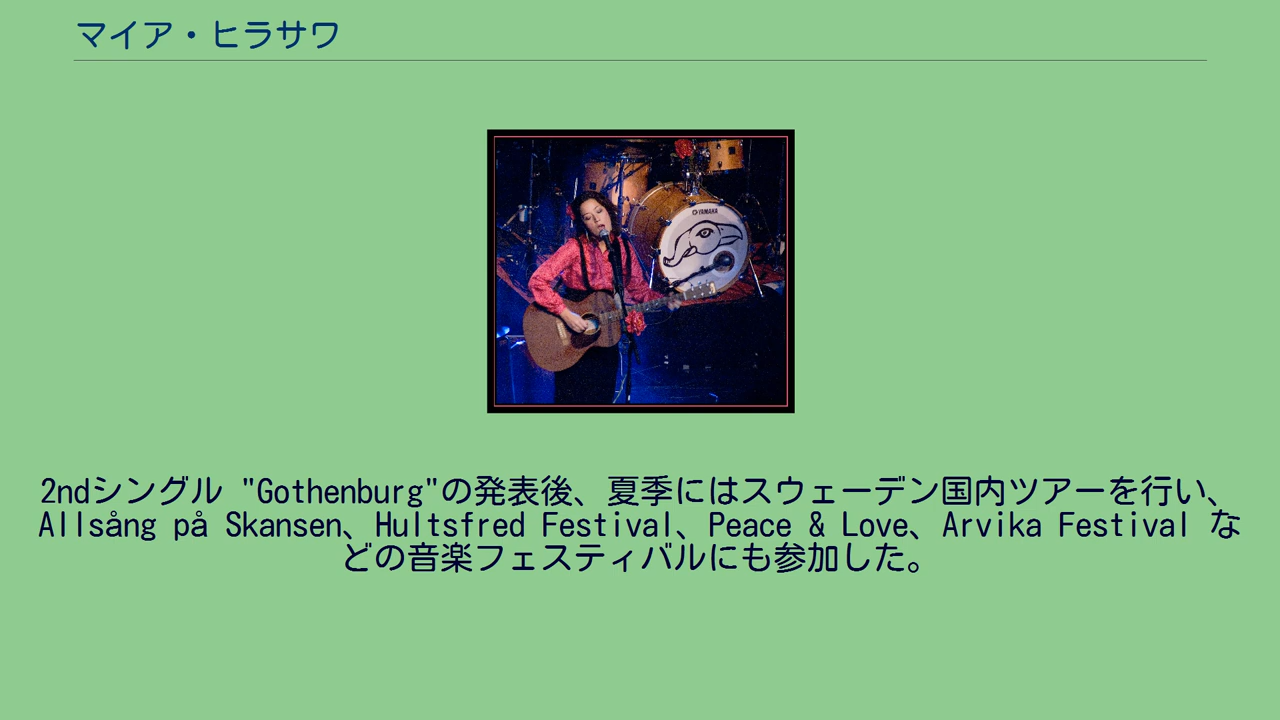 マイア・ヒラサワ
YAMAHA
2ndシングル "Gothenburg"の発表後、夏季にはスウェーデン国内ツアーを行い、
Allsång på Skansen、Hultsfred Festival、Peace & Love、Arvika Festival な
どの音楽フェスティバルにも参加した。